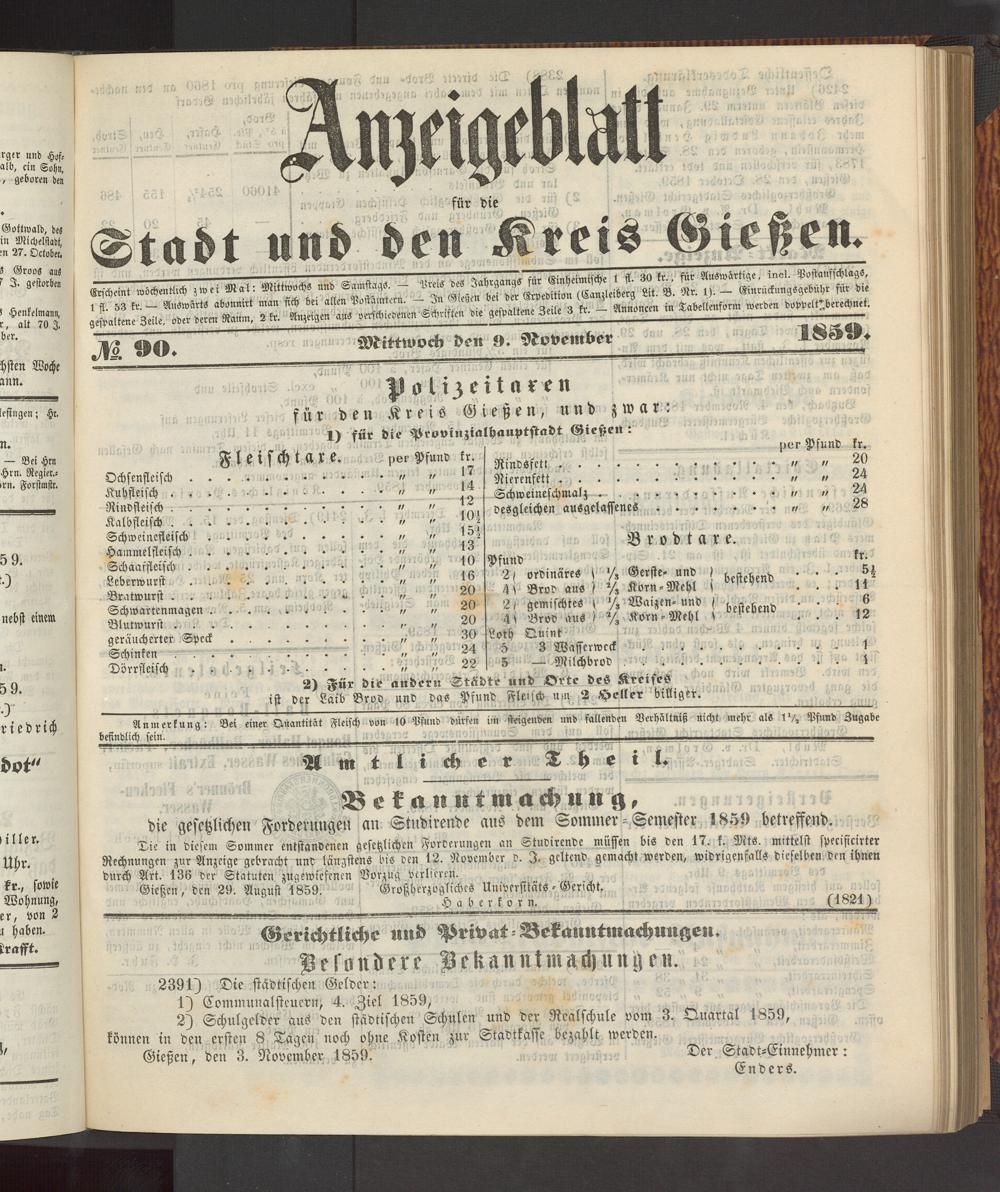 Anzeigeblatt
für die
Stadt und den Kreis Gießen.
Erscheint wöchentlich zwei Mal: Mittwochs und Samstags. — Preis des Jahrgangs für Einheimische 1 fl. 30 kr., für Auswärtige, incl. Postaufschlags,
1 fl. 53 kr. — Auswärts abonnirt man sich bei allen Postämtern. — In Gießen bei der Expedition (Canzleiberg Lit. B. Nr. 1). — Einrückungsgebühr für die
gespaltene Zeile, oder deren Raum, 2 kr. Anzeigen aus verschiedenen Schriften die gespaltene Zeile 3 kr. — Annoncen in Tabellenform werden doppelt berechnet.
№ 90. Mittwoch den 9. November 1859.
Polizeitaxen
für den Kreis Gießen, und zwar:
1) für die Provinzialhauptstadt Gießen:
Fleischtaxe. per Pfund kr.
Ochsenfleisch . . . „ „ 17
Kuhfleisch . . . „ „ 14
Rindfleisch . . . „ „ 12
Kalbfleisch . . . „ „ 10½
Schweinefleisch . . . „ „ 15½
Hammelfleisch . . . „ „ 13
Schaaffleisch . . . „ „ 10
Leberwurst . . . „ „ 16
Bratwurst . . . „ „ 20
Schwartenmagen . . . „ „ 20
Blutwurst . . . „ „ 20
geräucherter Speck . . . „ „ 30
Schinken . . . „ „ 24
Dörrfleisch . . . „ „ 22
per Pfund kr.
Rindsfett . . . „ „ 20
Nierenfett . . . „ „ 24
Schweineschmalz . . . „ „ 24
desgleichen ausgelassenes „ „ 28
Brodtaxe.
Pfund kr.
2) ordinäres ( ⅓ Gerste- und ) bestehend . . 5½
4) Brod aus ) ⅔ Korn-Mehl ( . . 11
2) gemischtes ( ⅓ Waizen- und ) bestehend . . 6
4) Brod aus ) ⅔ Korn-Mehl ( . . 12
Loth Quint
5 3 Wasserweck . . . 1
5 — Milchbrod . . . 1
2) Für die andern Städte und Orte des Kreises
ist der Laib Brod und das Pfund Fleisch um 2 Heller billiger.
Anmerkung: Bei einer Quantität Fleisch von 10 Pfund dürfen im steigenden und fallenden Verhältniß nicht mehr als 1½ Pfund Zugabe
befindlich sein.
Amtlicher Theil.
Bekanntmachung,
die gesetzlichen Forderungen an Studirende aus dem Sommer-Semester 1859 betreffend.
Die in diesem Sommer entstandenen gesetzlichen Forderungen an Studirende müssen bis den 17. k. Mts. mittelst specificirter
Rechnungen zur Anzeige gebracht und längstens bis den 12. November d. J. geltend gemacht werden, widrigenfalls dieselben den ihnen
durch Art. 136 der Statuten zugewiesenen Vorzug verlieren.
Gießen, den 29. August 1859. Großherzogliches Universitäts-Gericht,
Haberkorn. (1821)
Gerichtliche und Privat-Bekanntmachungen.
Besondere Bekanntmachungen.
2391) Die städtischen Gelder:
1) Communalsteuern, 4. Ziel 1859,
2) Schulgelder aus den städtischen Schulen und der Realschule vom 3. Quartal 1859,
können in den ersten 8 Tagen noch ohne Kosten zur Stadtkasse bezahlt werden.
Gießen, den 3. November 1859. Der Stadt-Einnehmer:
Enders.